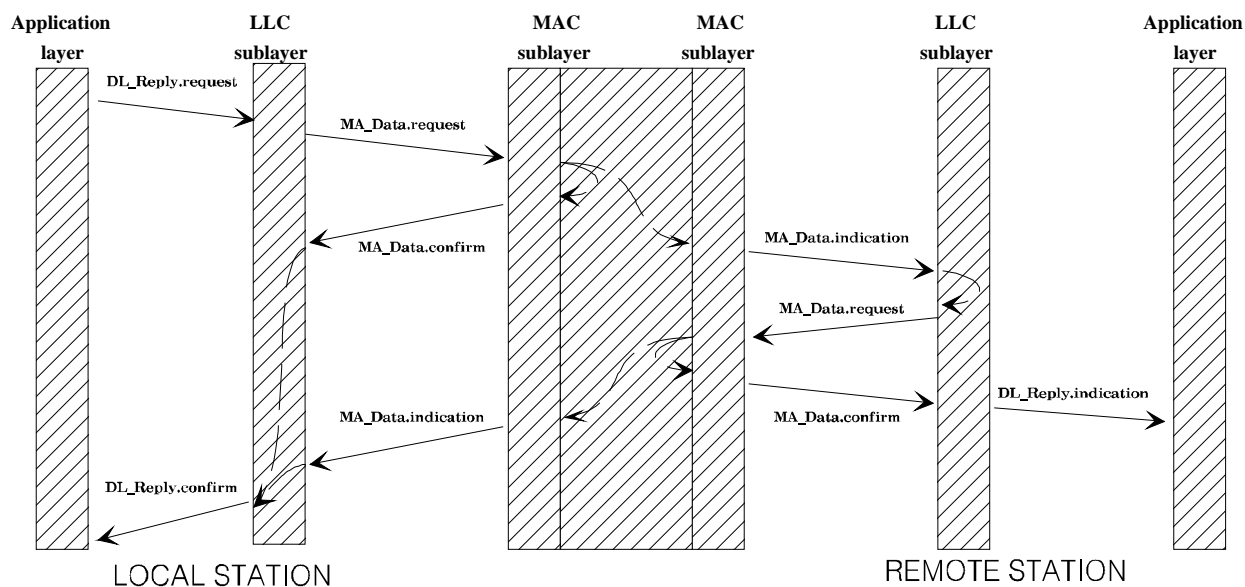 Application
layer
LLC
sublayer
MAC
sublayer
MAC
sublayer
LLC
sublayer
Application
layer
DL_Reply.request
MA_Data.request
MA_Data.confirm
MA_Data.indication
MA_Data.request
DL_Reply.indication
MA_Data.indication
MA_Data.confirm
DL_Reply.confirm
LOCAL STATION
REMOTE STATION